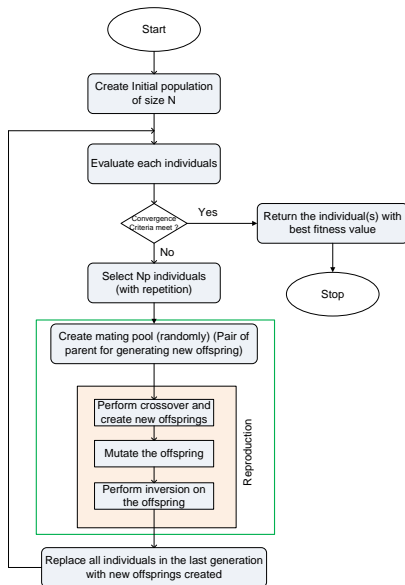 Start
Create Initial population
of size N
Evaluate each individuals
Convergence
Criteria meet ?
Yes
Return the individual(s) with
best fitness value
No
Stop
Select Np individuals
(with repetition)
Create mating pool (randomly) (Pair of
parent for generating new offspring)
Perform crossover and
create new offsprings
Mutate the offspring
Reproduction
Perform inversion on
the offspring
Replace all individuals in the last generation
with new offsprings created